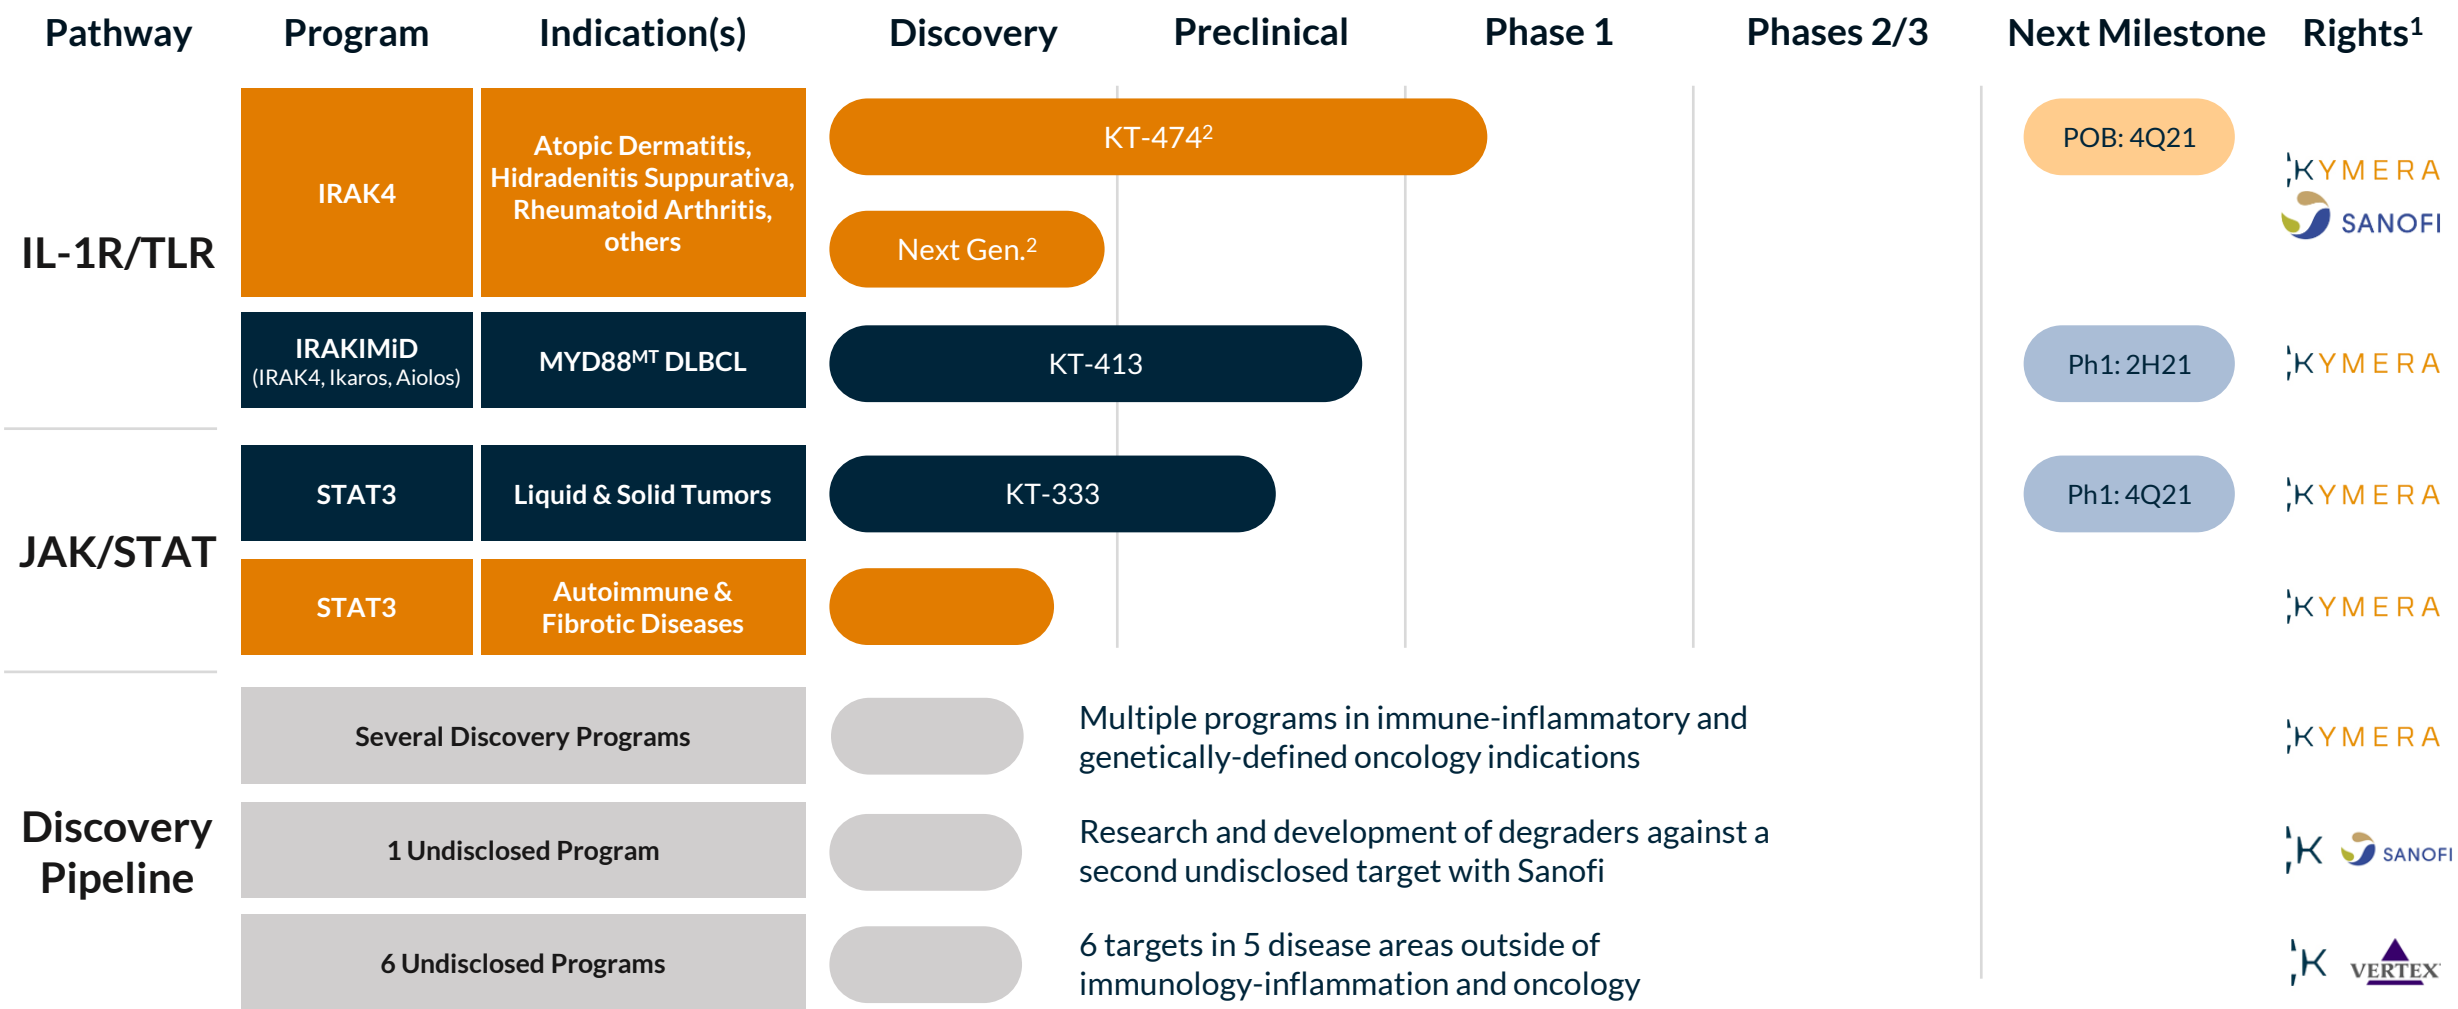 Pathway Program Indication(s) Discovery Preclinical Phase 1 Phases 2/3 Next Milestone Rights¹
IL-1R/TLR
IRAK4
Atopic Dermatitis,
Hidradenitis Suppurativa,
Rheumatoid Arthritis,
others
KT-474²
POB: 4Q21
Next Gen.²
KYMERA
SANOFI
IRAKIMiD
(IRAK4, Ikaros, Aiolos)
MYD88ᴹᵀ DLBCL
KT-413
Ph1: 2H21
KYMERA
JAK/STAT
STAT3
Liquid & Solid Tumors
KT-333
Ph1: 4Q21
KYMERA
STAT3
Autoimmune &
Fibrotic Diseases
KYMERA
Discovery
Pipeline
Several Discovery Programs
Multiple programs in immune-inflammatory and
genetically-defined oncology indications
KYMERA
1 Undisclosed Program
Research and development of degraders against a
second undisclosed target with Sanofi
K SANOFI
6 Undisclosed Programs
6 targets in 5 disease areas outside of
immunology-inflammation and oncology
K VERTEX